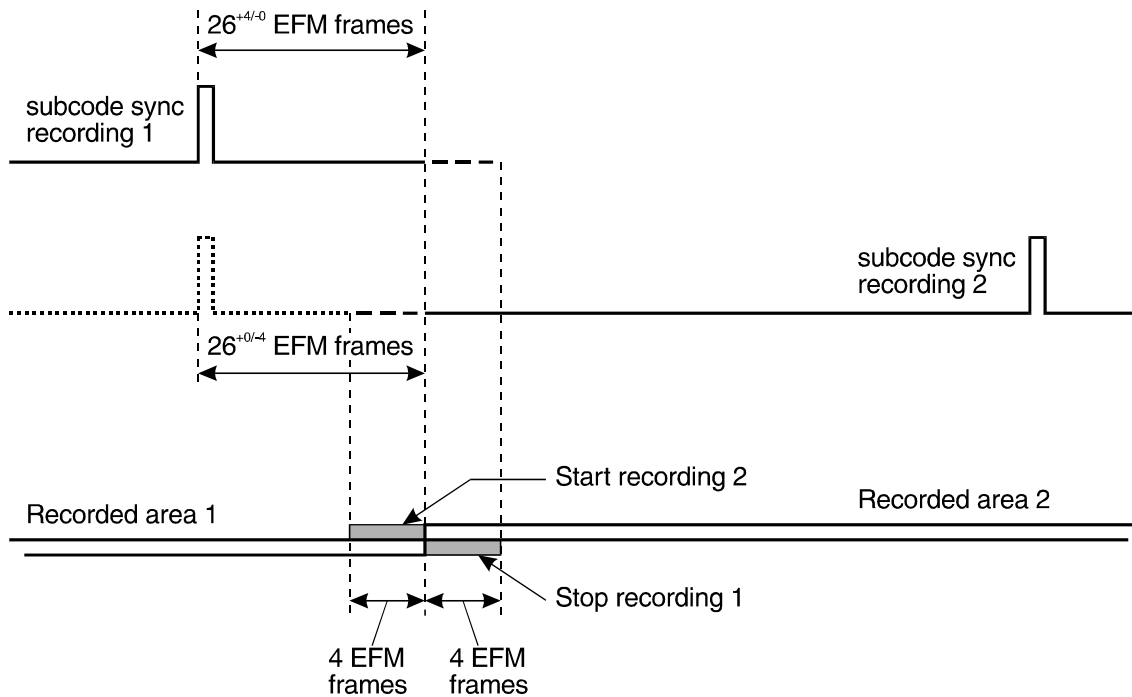 26+4/-0 EFM frames
subcode sync
recording 1
subcode sync
recording 2
26+0/-4 EFM frames
Start recording 2
Recorded area 1
Recorded area 2
Stop recording 1
4 EFM
frames
4 EFM
frames